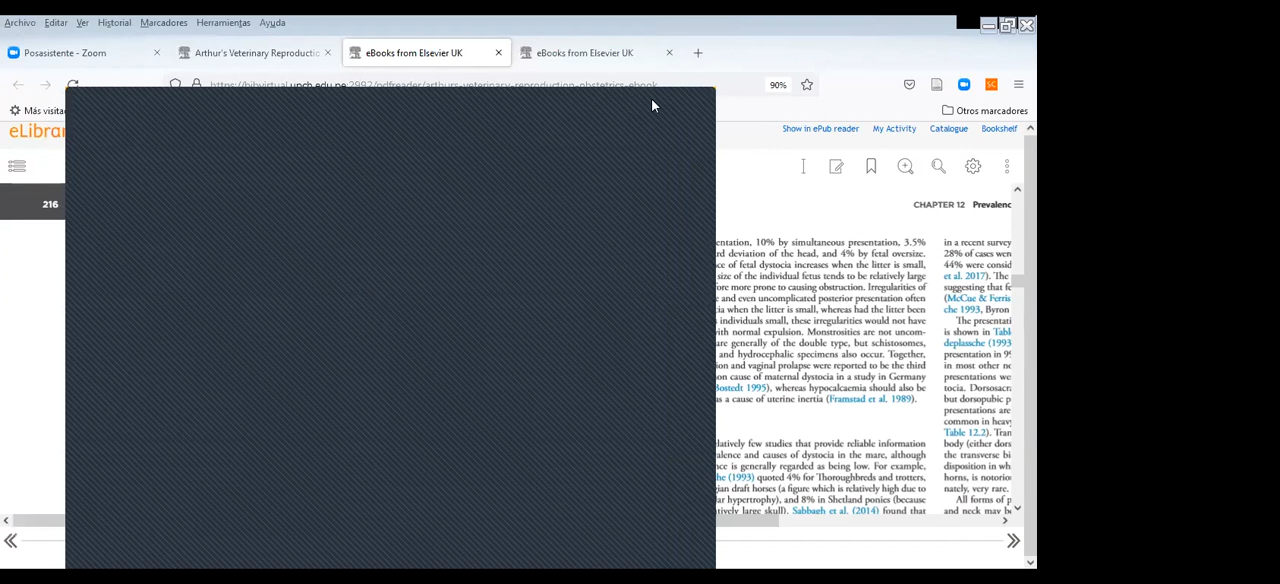 Archivo Editar Ver Historial Marcadores Herramientas Ayuda
Posasistente - Zoom Arthur's Veterinary Reproductio eBooks from Elsevier UK eBooks from Elsevier UK
90%
Más visita Otros marcadores
eLibrar
Show in ePub reader My Activity Catalogue Bookshelf
216
CHAPTER 12 Prevalenc
entation, 10% by simultaneous presentation, 3.5%
rd deviation of the head, and 4% by fetal oversize.
ce of fetal dystocia increases when the litter is small,
size of the individual fetus tends to be relatively large
ore more prone to causing obstruction. Irregularities of
e and even uncomplicated posterior presentation often
ia when the litter is small, whereas had the litter been
s individuals small, these irregularities would not have
with normal expulsion. Monstrosities are not uncom-
are generally of the double type, but schistosomes,
and hydrocephalic specimens also occur. Together,
ion and vaginal prolapse were reported to be the third
on cause of maternal dystocia in a study in Germany
Bostedt 1995), whereas hypocalcaemia should also be
as a cause of uterine inertia (Framstad et al. 1989).
latively few studies that provide reliable information
valence and causes of dystocia in the mare, although
nce is generally regarded as being low. For example,
he (1993) quoted 4% for Thoroughbreds and trotters,
gian draft horses (a figure which is relatively high due to
lar hypertrophy), and 8% in Shetland ponies (because
atively large skull). Sabbagh et al. (2014) found that
in a recent survey
28% of cases wer
44% were consid
et al. 2017). The
suggesting that fe
(McCue & Ferris
che 1993, Byron
The presentati
is shown in Table
deplassche (1993
presentation in 99
in most other no
presentations we
tocia. Dorsosacra
but dorsopubic p
presentations are
common in heavy
Table 12.2). Tran
body (either dors
the transverse bi
disposition in wh
horns, is notorio
nately, very rare.
All forms of p
and neck may b